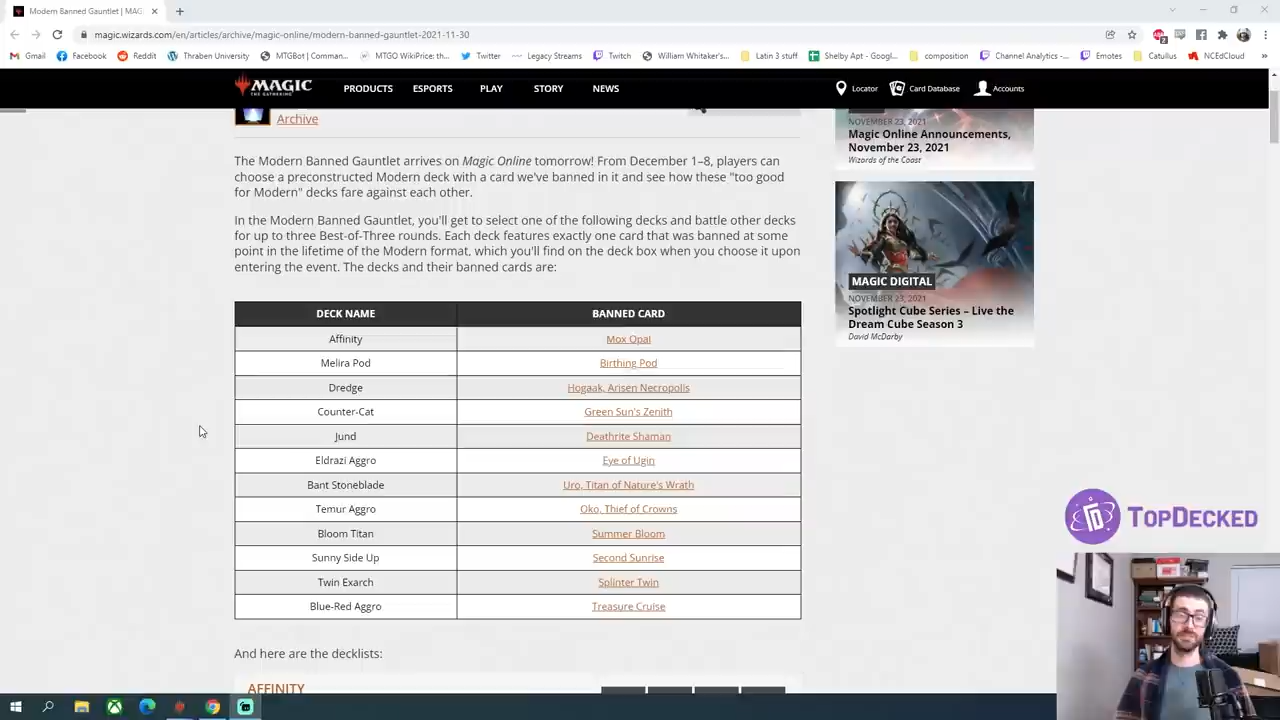 Modern Banned Gauntlet | MAG
magic.wizards.com/en/articles/archive/magic-online/modern-banned-gauntlet-2021-11-30
Gmail Facebook Reddit Thraben University MTGBot | Comman... MTGO WikiPrice: th... Twitter Legacy Streams Twitch William Whitaker's... Latin 3 stuff Shelby Apt - Googl... composition Channel Analytics -... Emotes Catullus NCEdCloud »
MAGIC PRODUCTS ESPORTS PLAY STORY NEWS Locator Card Database Accounts
Archive
The Modern Banned Gauntlet arrives on Magic Online tomorrow! From December 1–8, players can
choose a preconstructed Modern deck with a card we've banned in it and see how these "too good
for Modern" decks fare against each other.
In the Modern Banned Gauntlet, you'll get to select one of the following decks and battle other decks
for up to three Best-of-Three rounds. Each deck features exactly one card that was banned at some
point in the lifetime of the Modern format, which you'll find on the deck box when you choose it upon
entering the event. The decks and their banned cards are:
DECK NAME BANNED CARD
Affinity Mox Opal
Melira Pod Birthing Pod
Dredge Hogaak, Arisen Necropolis
Counter-Cat Green Sun's Zenith
Jund Deathrite Shaman
Eldrazi Aggro Eye of Ugin
Bant Stoneblade Uro, Titan of Nature's Wrath
Temur Aggro Oko, Thief of Crowns
Bloom Titan Summer Bloom
Sunny Side Up Second Sunrise
Twin Exarch Splinter Twin
Blue-Red Aggro Treasure Cruise
And here are the decklists:
AFFINITY
NOVEMBER 23, 2021
Magic Online Announcements,
November 23, 2021
Wizards of the Coast
MAGIC DIGITAL
NOVEMBER 23, 2021
Spotlight Cube Series – Live the
Dream Cube Season 3
David McDarby
TOPDECKED